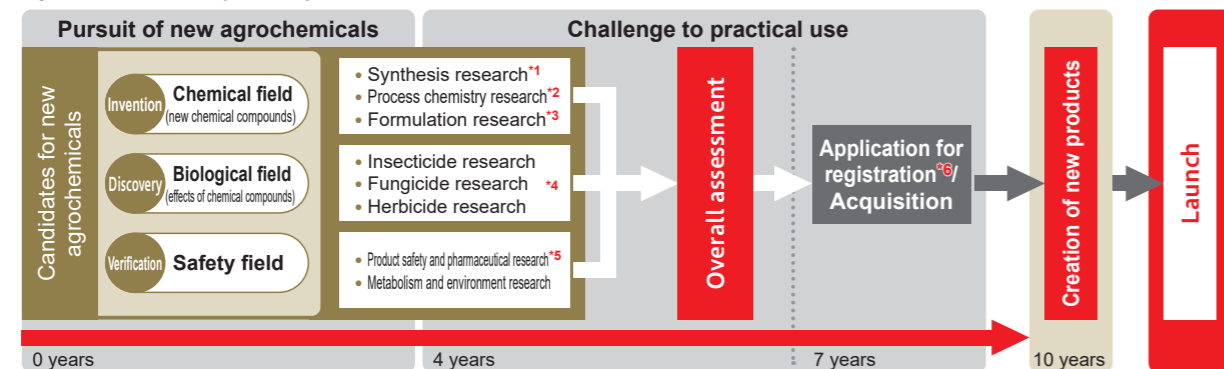 Pursuit of new agrochemicals
Challenge to practical use
Candidates for new
agrochemicals
Invention
Chemical field
(new chemical compounds)
Discovery
Biological field
(effects of chemical compounds)
Verification
Safety field
• Synthesis research*1
• Process chemistry research*2
• Formulation research*3
• Insecticide research
• Fungicide research *4
• Herbicide research
• Product safety and pharmaceutical research*5
• Metabolism and environment research
Overall assessment
Application for
registration*6/
Acquisition
Creation of new products
Launch
0 years
4 years
7 years
10 years